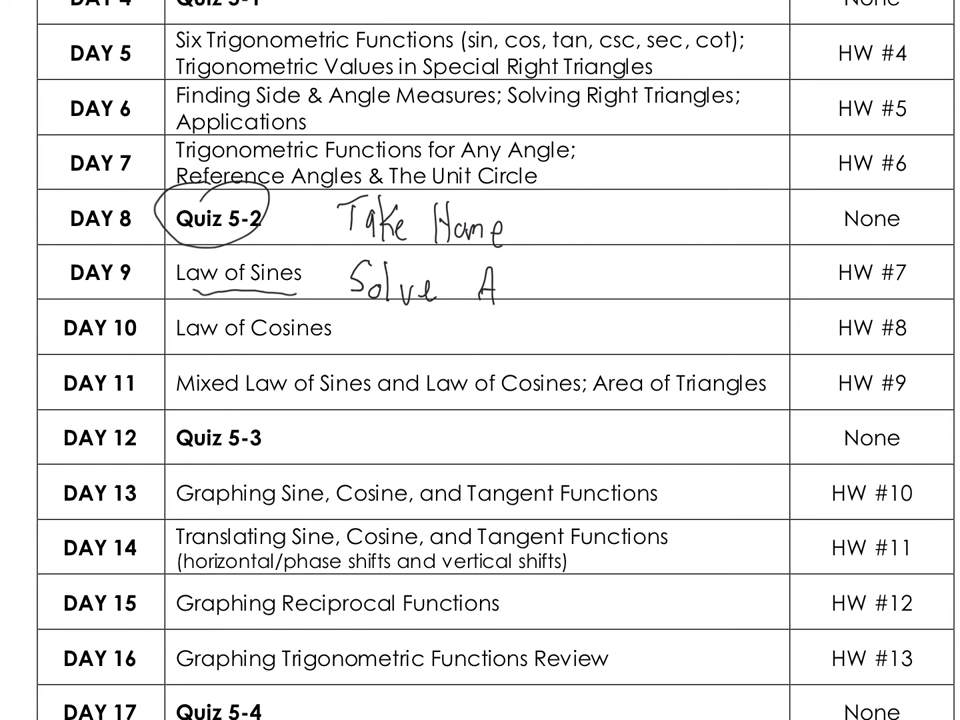 DAY 4 Quiz 5-1 None
DAY 5 Six Trigonometric Functions (sin, cos, tan, csc, sec, cot); HW #4
Trigonometric Values in Special Right Triangles
DAY 6 Finding Side & Angle Measures; Solving Right Triangles; HW #5
Applications
DAY 7 Trigonometric Functions for Any Angle; HW #6
Reference Angles & The Unit Circle
DAY 8 Quiz 5-2 Take Home None
DAY 9 Law of Sines Solve A HW #7
DAY 10 Law of Cosines HW #8
DAY 11 Mixed Law of Sines and Law of Cosines; Area of Triangles HW #9
DAY 12 Quiz 5-3 None
DAY 13 Graphing Sine, Cosine, and Tangent Functions HW #10
DAY 14 Translating Sine, Cosine, and Tangent Functions HW #11
(horizontal/phase shifts and vertical shifts)
DAY 15 Graphing Reciprocal Functions HW #12
DAY 16 Graphing Trigonometric Functions Review HW #13
DAY 17 Quiz 5-4 None